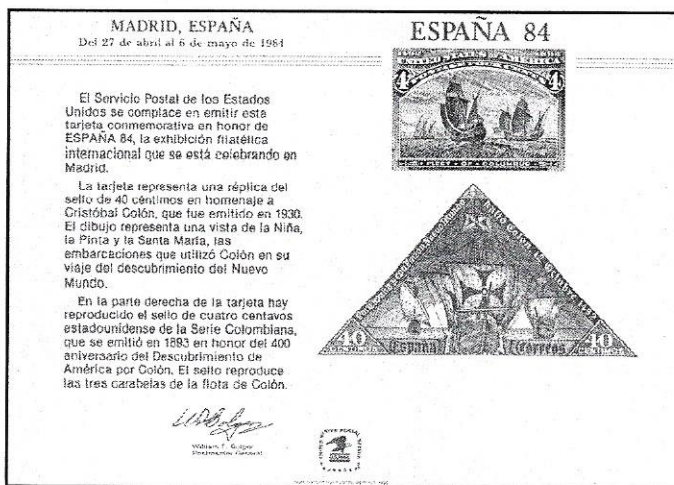 MADRID, ESPAÑA
Del 27 de abril al 6 de mayo de 1984
El Servicio Postal de los Estados
Unidos se complace en emitir esta
tarjeta conmemorativa en honor de
ESPAÑA 84, la exhibición filatélica
internacional que se está celebrando en
Madrid.
La tarjeta representa una réplica del
sello de 40 céntimos en homenaje a
Cristóbal Colón, que fue emitido en 1930.
El dibujo representa una vista de la Niña,
la Pinta y la Santa María, las
embarcaciones que utilizó Colón en su
viaje del descubrimiento del Nuevo
Mundo.
En la parte derecha de la tarjeta hay
reproducido el sello de cuatro centavos
estadounidense de la Serie Colombiana,
que se emitió en 1893 en honor del 400
aniversario del Descubrimiento de
América por Colón. El sello reproduce
las tres carabelas de la flota de Colón.
William F. Bolger
Postmaster General
ESPAÑA 84
4 4
FLEET OF COLUMBUS
40 España Correos 40
CENTIMOS CENTIMOS